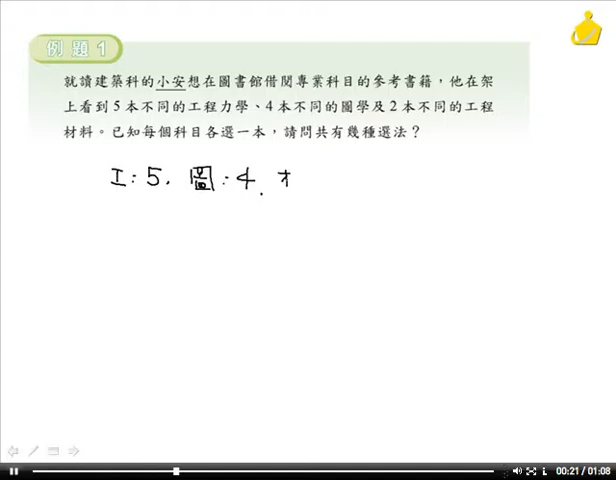 例題1
就讀建築科的小安想在圖書館借閱專業科目的參考書籍，他在架
上看到5本不同的工程力學、4本不同的圖學及2本不同的工程
材料。已知每個科目各選一本，請問共有幾種選法？
工:5. 圖:4. 才
00:21 / 01:08